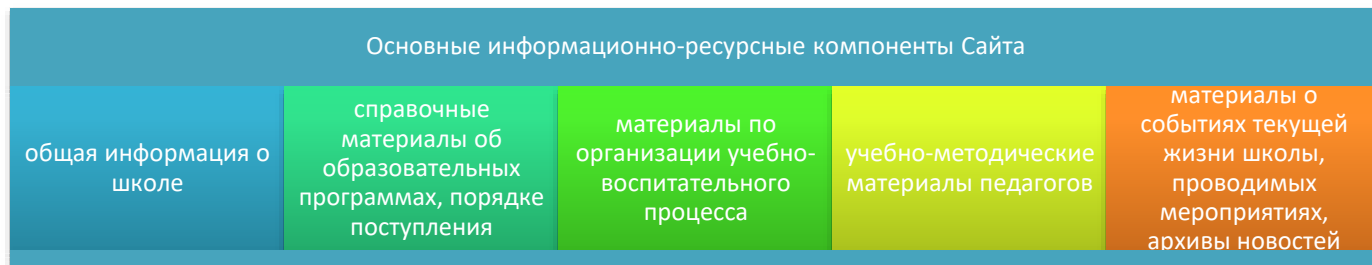 Основные информационно-ресурсные компоненты Сайта
общая информация о
школе
справочные
материалы об
образовательных
программах, порядке
поступления
материалы по
организации учебно-
воспитательного
процесса
учебно-методические
материалы педагогов
материалы о
событиях текущей
жизни школы,
проводимых
мероприятиях,
архивы новостей